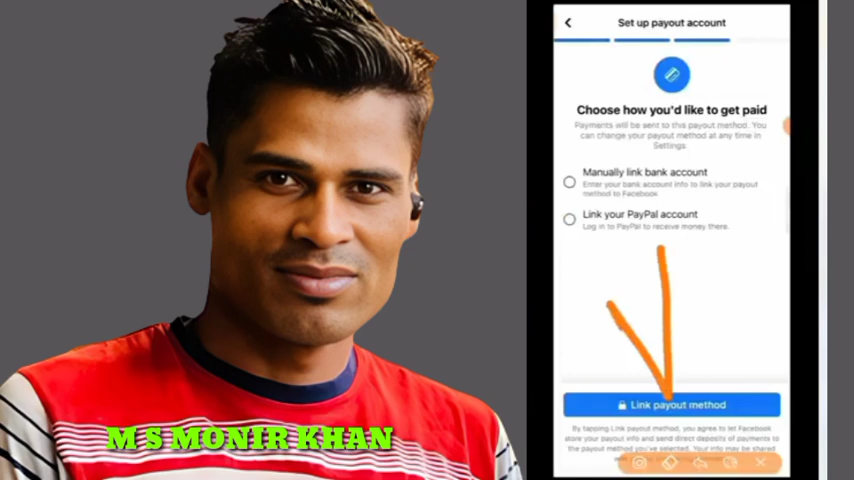 M S MONIR KHAN
Set up payout account
Choose how you'd like to get paid
Payments will be sent to this payout method. You
can change your payout method at any time in
Settings.
Manually link bank account
Enter your bank account info to link your payout
method to Facebook
Link your PayPal account
Log in to PayPal to receive money there.
Link payout method
By tapping Link payout method, you agree to let Facebook
store your payout info and send direct deposits of payments to
the payout method you've selected. Your info may be shared